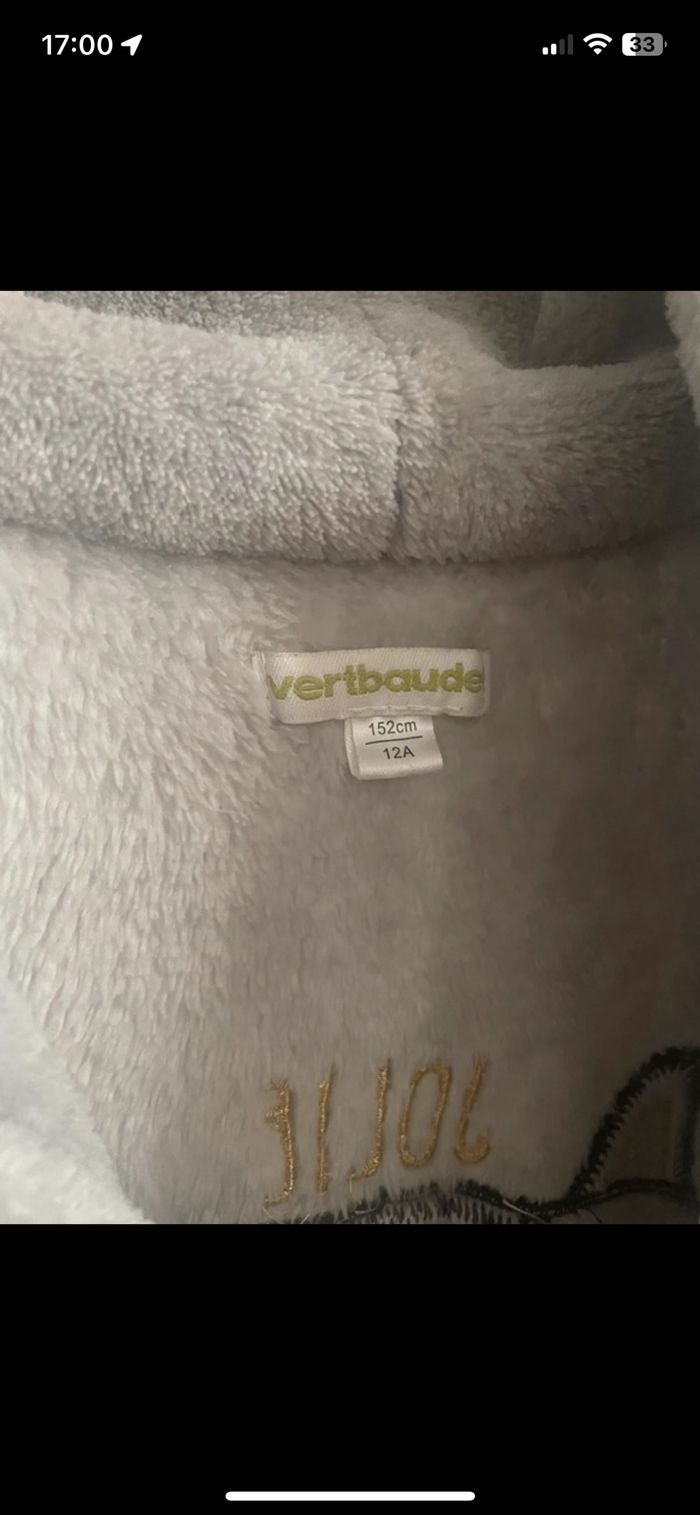 17:00
33
vertbaude
152cm
12A
JOLIE